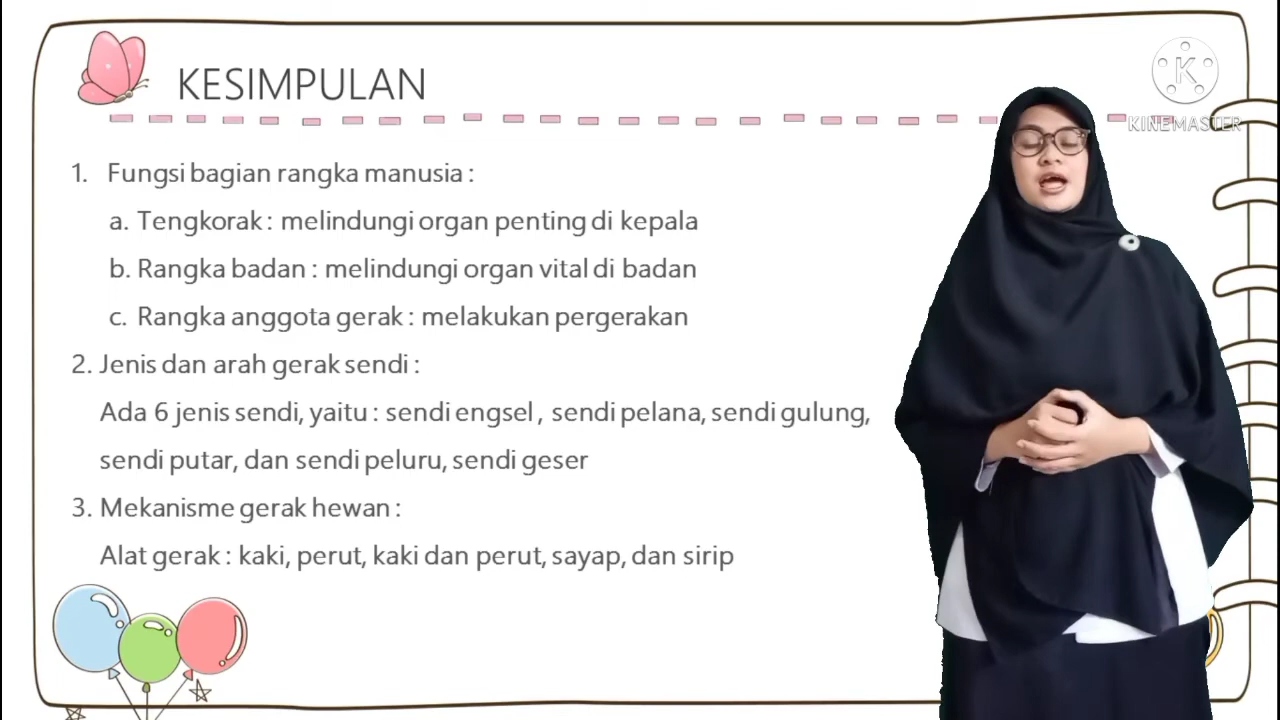 KESIMPULAN
K
KINEMASTER
1. Fungsi bagian rangka manusia :
a. Tengkorak : melindungi organ penting di kepala
b. Rangka badan : melindungi organ vital di badan
c. Rangka anggota gerak : melakukan pergerakan
2. Jenis dan arah gerak sendi :
Ada 6 jenis sendi, yaitu : sendi engsel , sendi pelana, sendi gulung,
sendi putar, dan sendi peluru, sendi geser
3. Mekanisme gerak hewan :
Alat gerak : kaki, perut, kaki dan perut, sayap, dan sirip